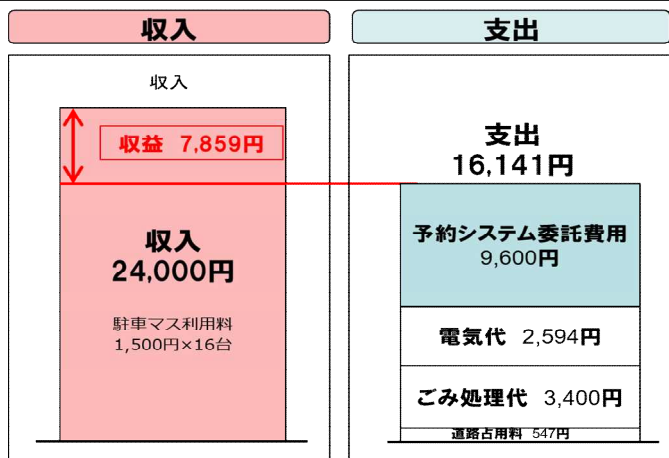 収入
収入
収益 7,859円
収入
24,000円
駐車マス利用料
1,500円×16台
支出
支出
16,141円
予約システム委託費用
9,600円
電気代 2,594円
ごみ処理代 3,400円
道路占用料 547円